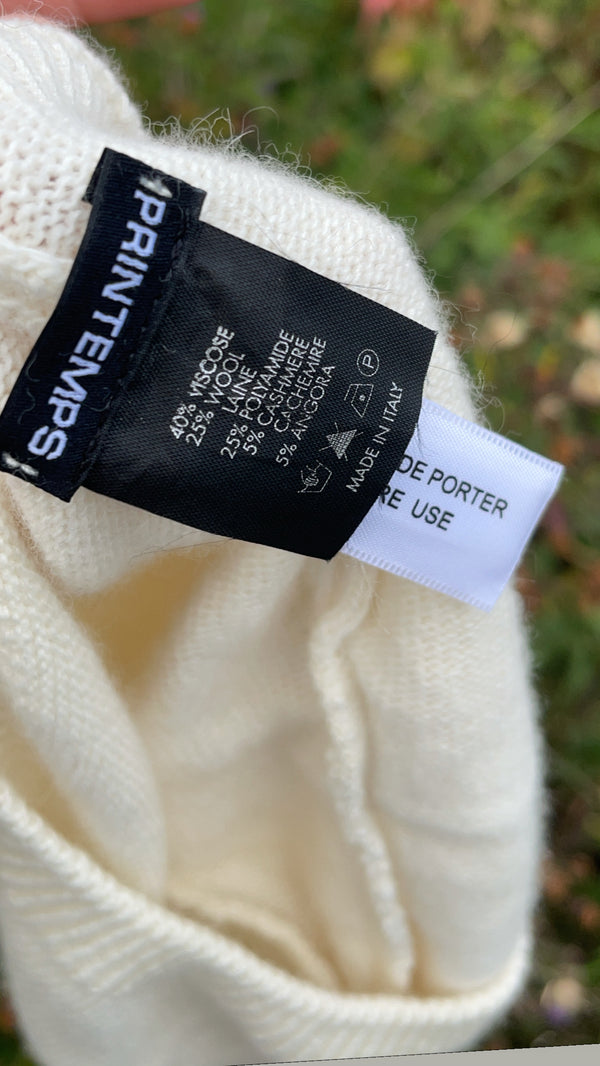 PRINTEMPS
40% VISCOSE
25% WOOL
LAINE
25% POLYAMIDE
5% CASHMERE
CACHEMIRE
5% ANGORA
P
MADE IN ITALY
DE PORTER
RE USE